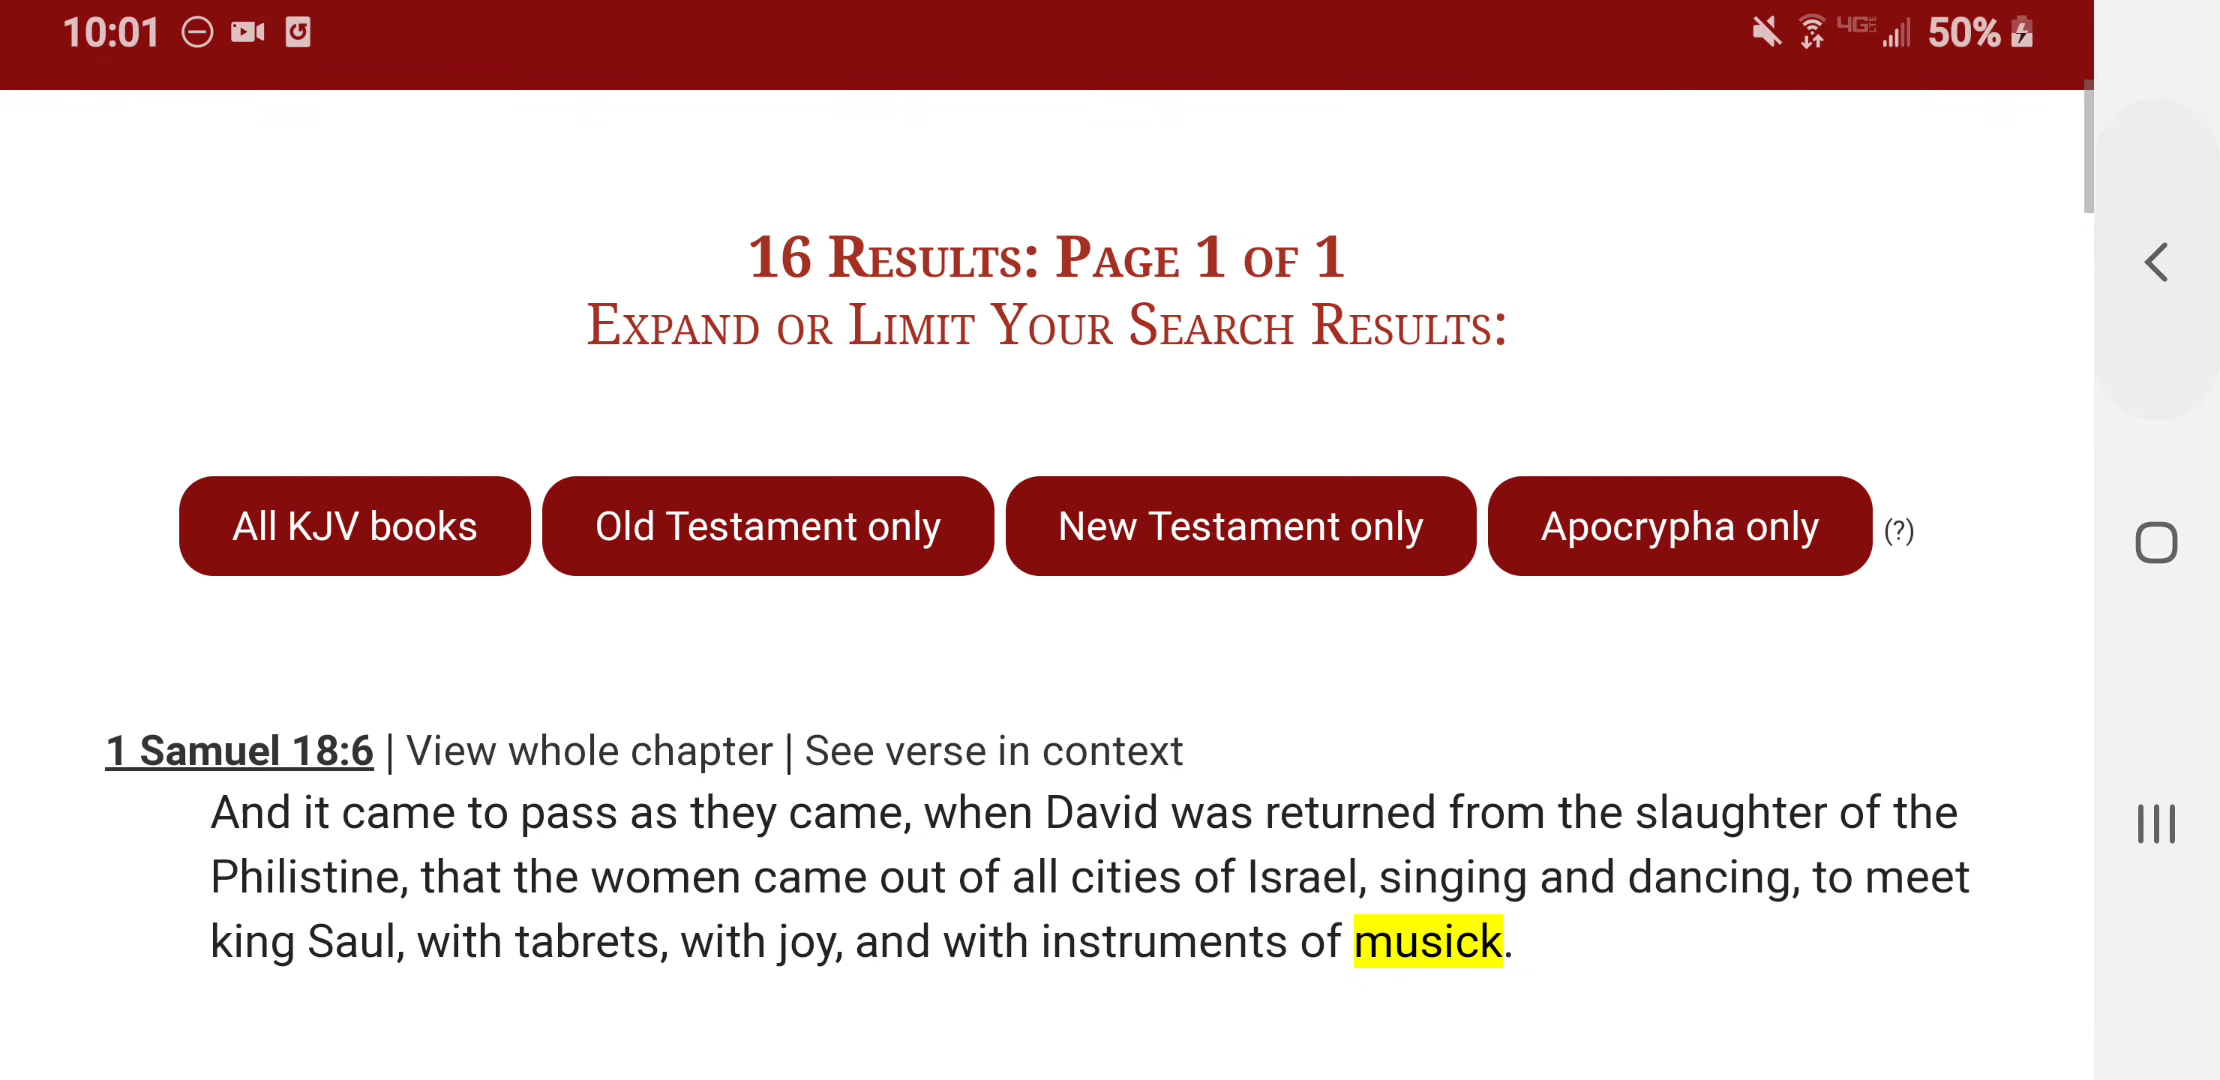 10:01
4G LTE 50%
16 Results: Page 1 of 1
Expand or Limit Your Search Results:
All KJV books Old Testament only New Testament only Apocrypha only (?)
1 Samuel 18:6 | View whole chapter | See verse in context
And it came to pass as they came, when David was returned from the slaughter of the
Philistine, that the women came out of all cities of Israel, singing and dancing, to meet
king Saul, with tabrets, with joy, and with instruments of musick.